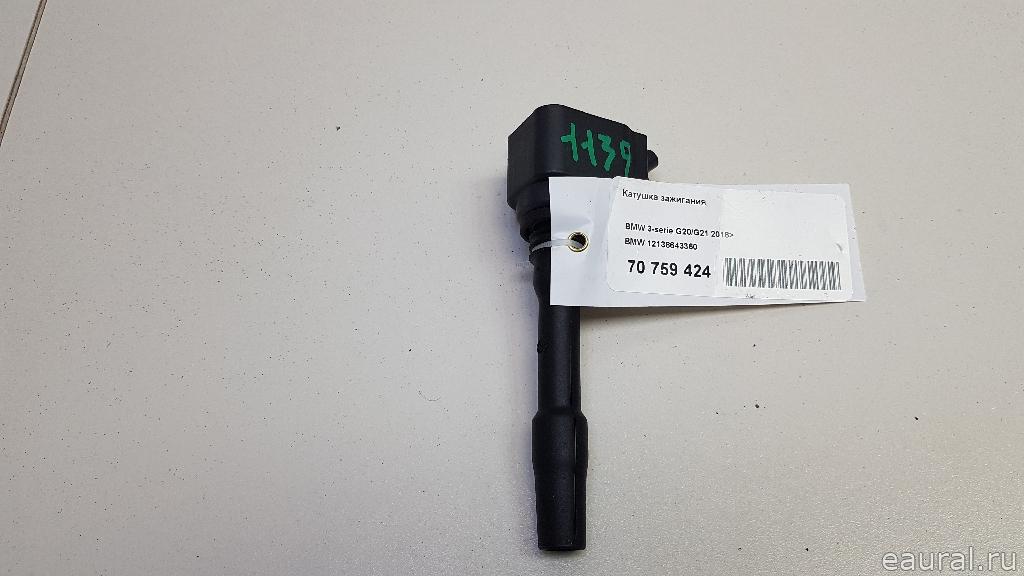 1139
Катушка зажигания
BMW 3-serie G20/G21 2018>
BMW 12138643360
70 759 424
eaural.ru